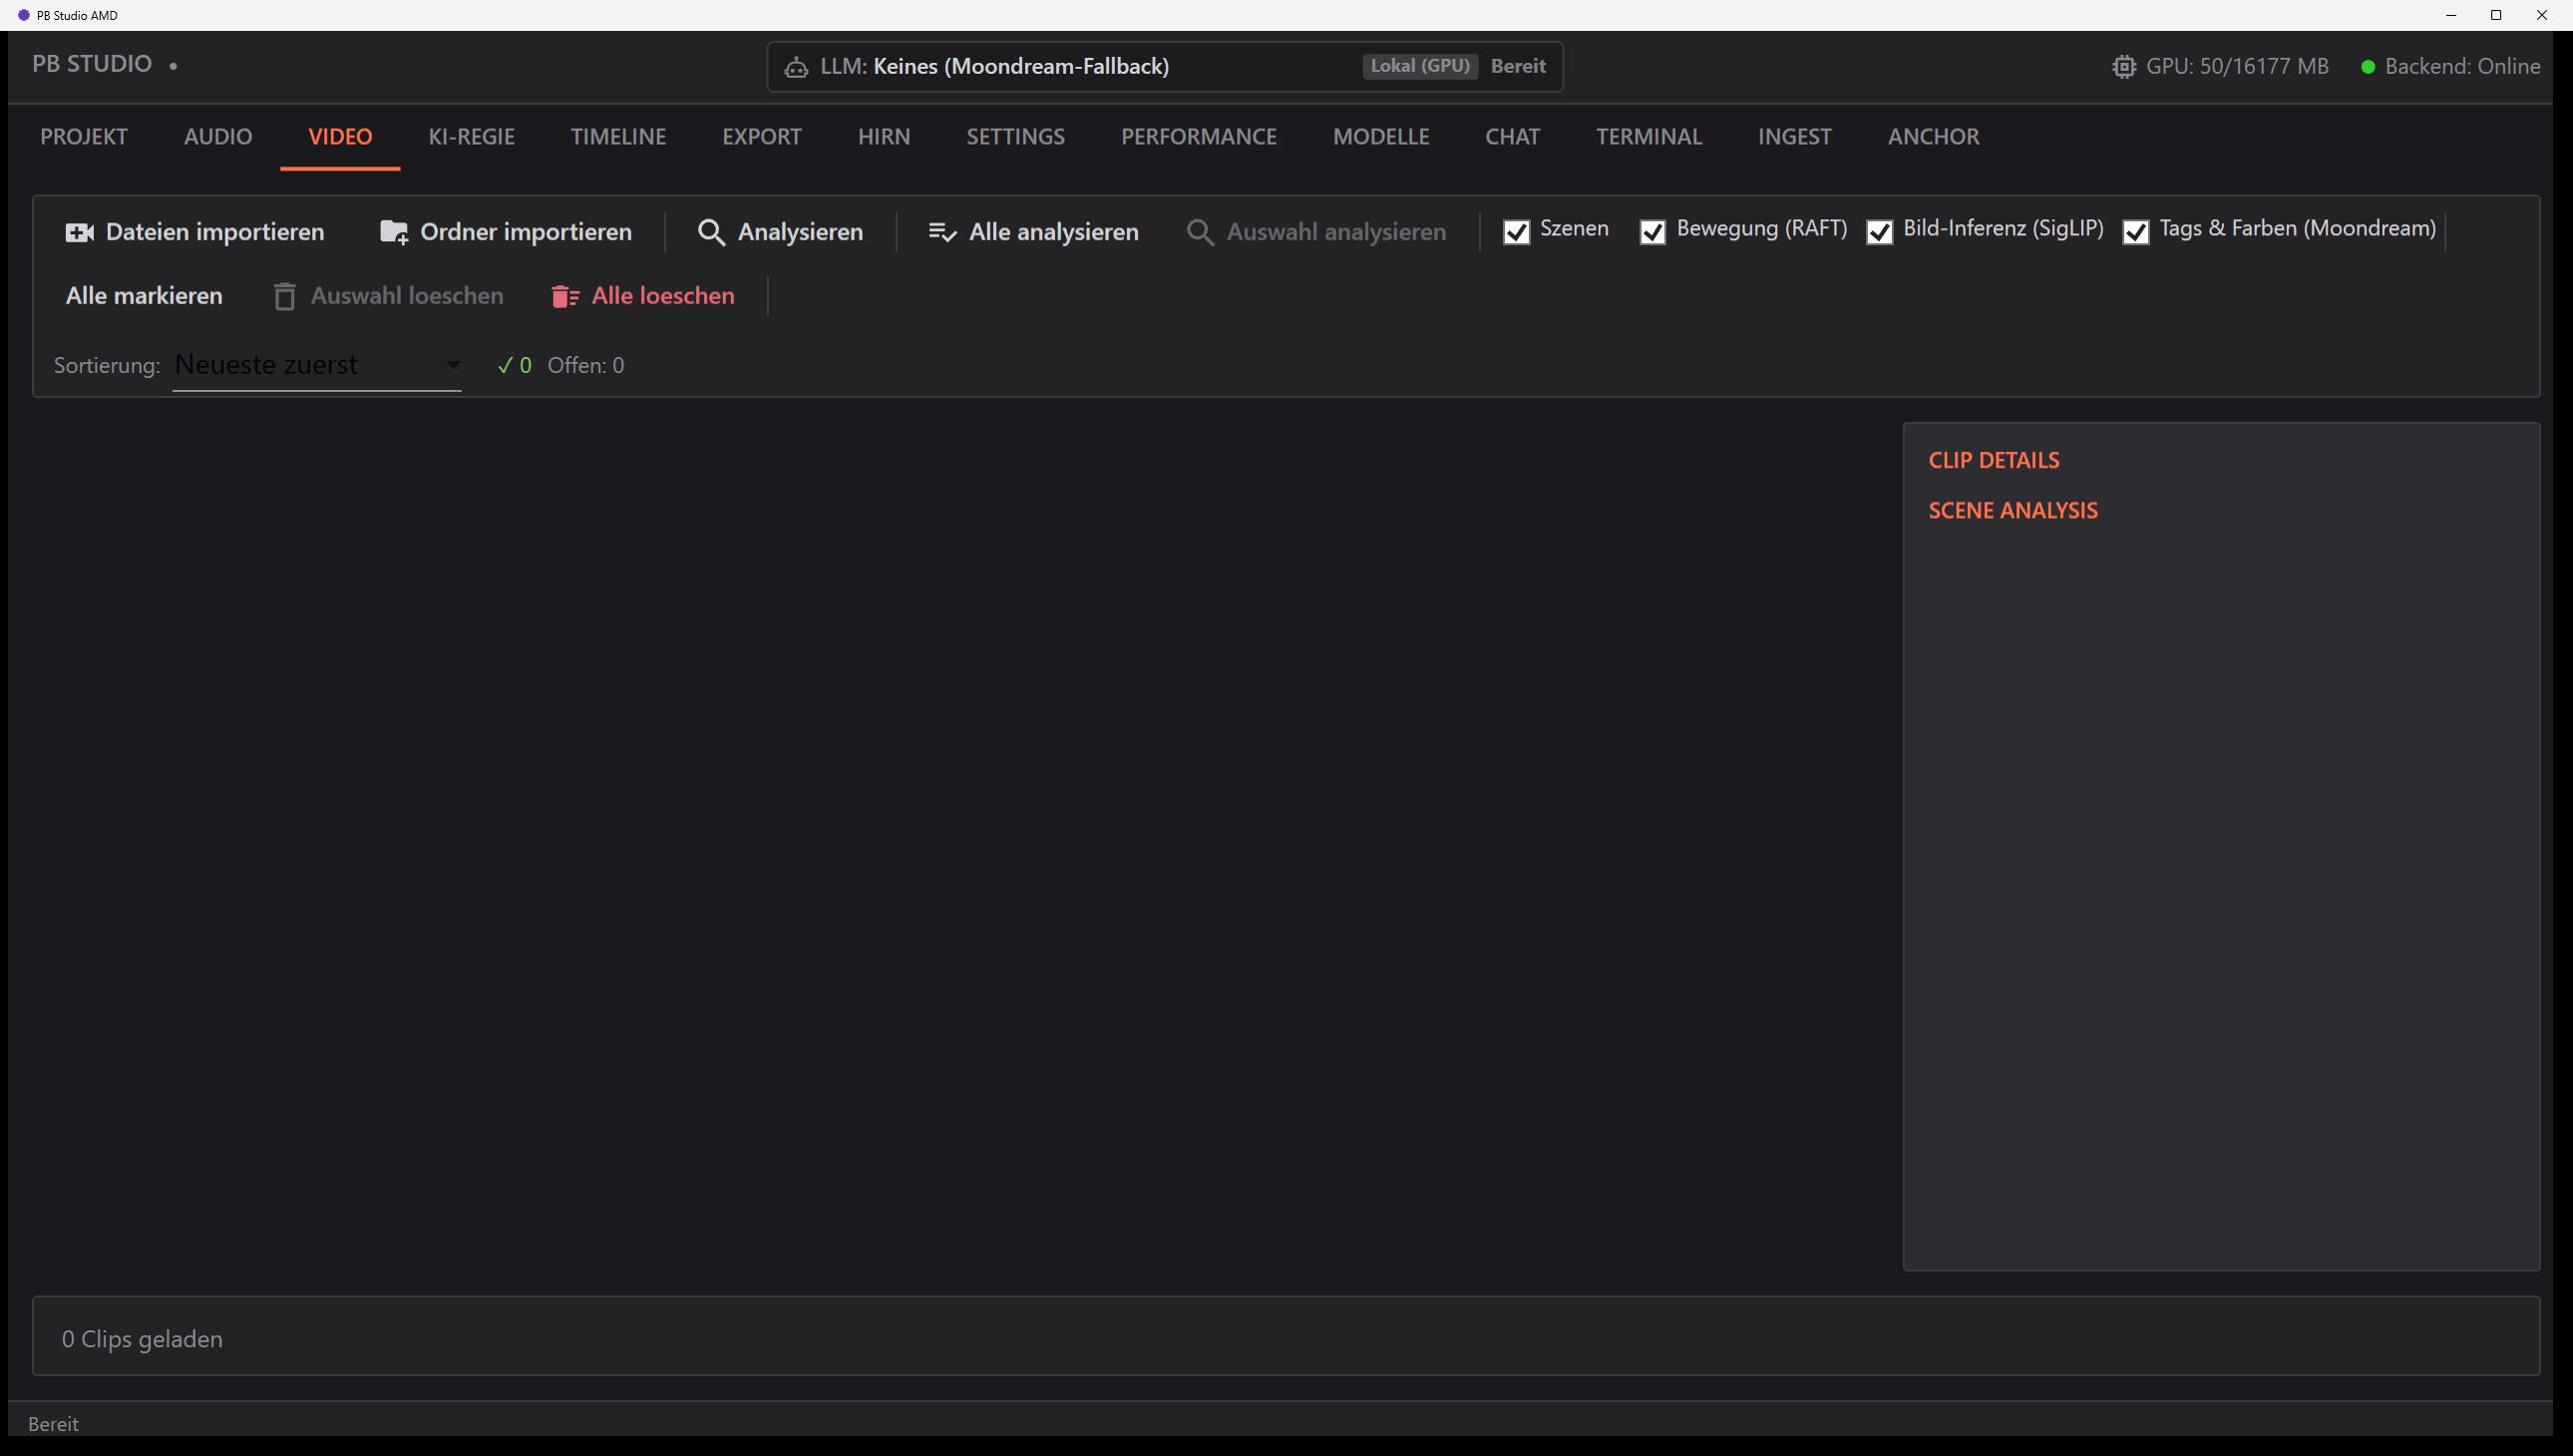 PB Studio AMD
PB STUDIO •
LLM: Keines (Moondream-Fallback) Lokal (GPU) Bereit
GPU: 50/16177 MB Backend: Online
PROJEKT AUDIO VIDEO KI-REGIE TIMELINE EXPORT HIRN SETTINGS PERFORMANCE MODELLE CHAT TERMINAL INGEST ANCHOR
Dateien importieren Ordner importieren Analysieren Alle analysieren Auswahl analysieren Szenen Bewegung (RAFT) Bild-Inferenz (SigLIP) Tags & Farben (Moondream)
Alle markieren Auswahl loeschen Alle loeschen
Sortierung: Neueste zuerst ✓ 0 Offen: 0
CLIP DETAILS
SCENE ANALYSIS
0 Clips geladen
Bereit